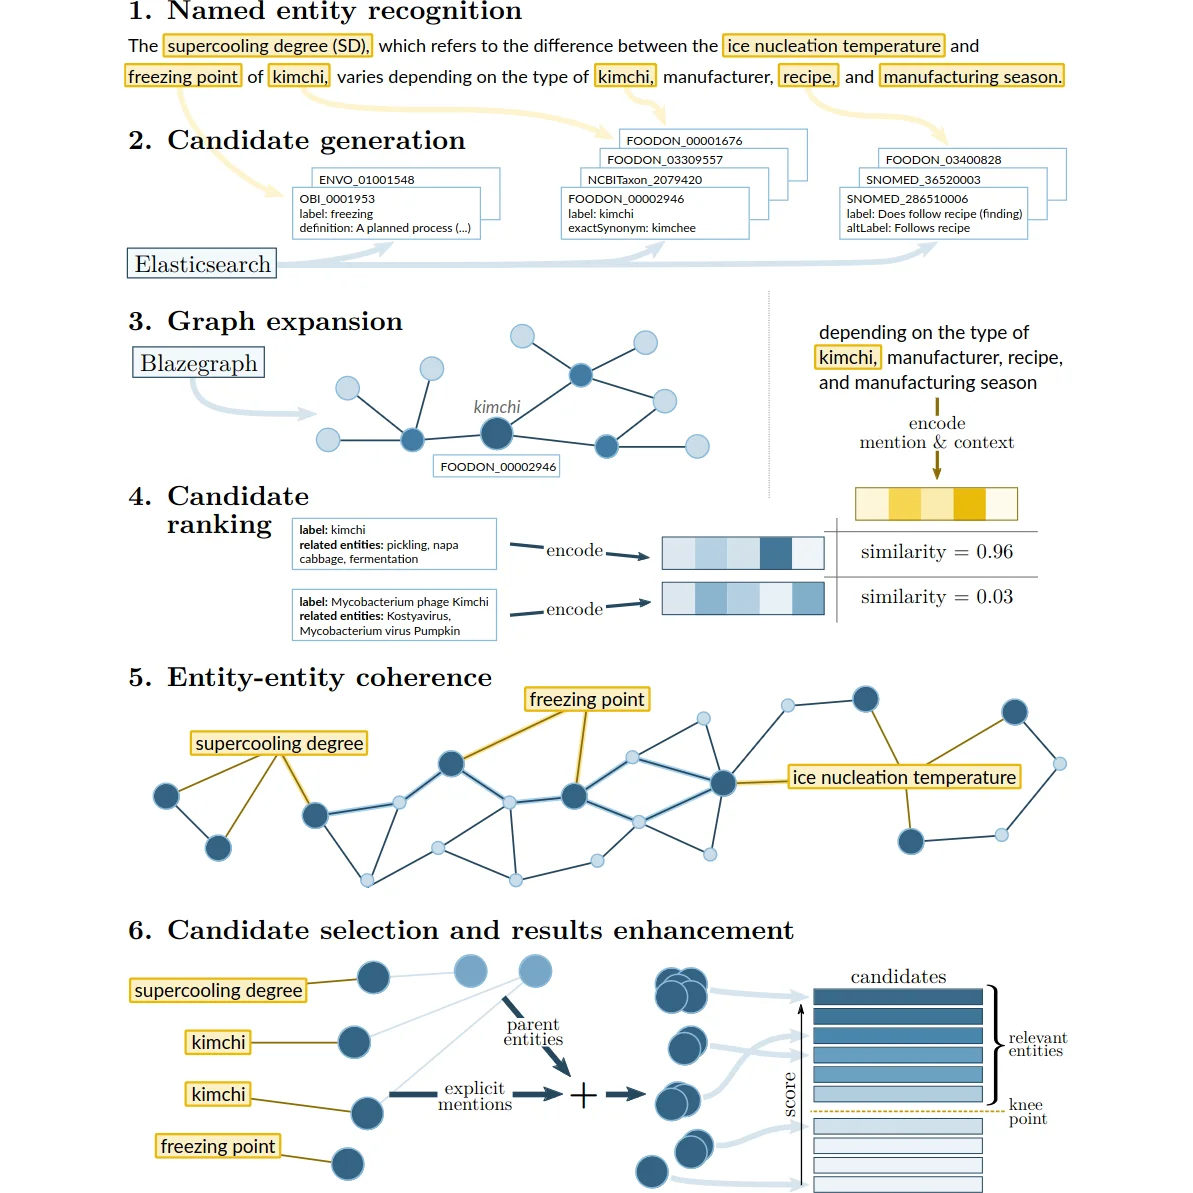 1. Named entity recognition
The supercooling degree (SD), which refers to the difference between the ice nucleation temperature and
freezing point of kimchi, varies depending on the type of kimchi, manufacturer, recipe, and manufacturing season.
2. Candidate generation
ENVO_01001548
OBI_0001953
label: freezing
definition: A planned process (...)
FOODON_00001676
FOODON_03309557
NCBITaxon_2079420
FOODON_00002946
label: kimchi
exactSynonym: kimchee
FOODON_03400828
SNOMED_36520003
SNOMED_286510006
label: Does follow recipe (finding)
altLabel: Follows recipe
Elasticsearch
3. Graph expansion
Blazegraph
kimchi
FOODON_00002946
depending on the type of
kimchi, manufacturer, recipe,
and manufacturing season
encode
mention & context
4. Candidate
ranking
label: kimchi
related entities: pickling, napa
cabbage, fermentation
encode
similarity = 0.96
label: Mycobacterium phage Kimchi
related entities: Kostyavirus,
Mycobacterium virus Pumpkin
encode
similarity = 0.03
5. Entity-entity coherence
supercooling degree
freezing point
ice nucleation temperature
6. Candidate selection and results enhancement
supercooling degree
kimchi
kimchi
freezing point
parent
entities
explicit
mentions
+
candidates
score
relevant
entities
knee
point